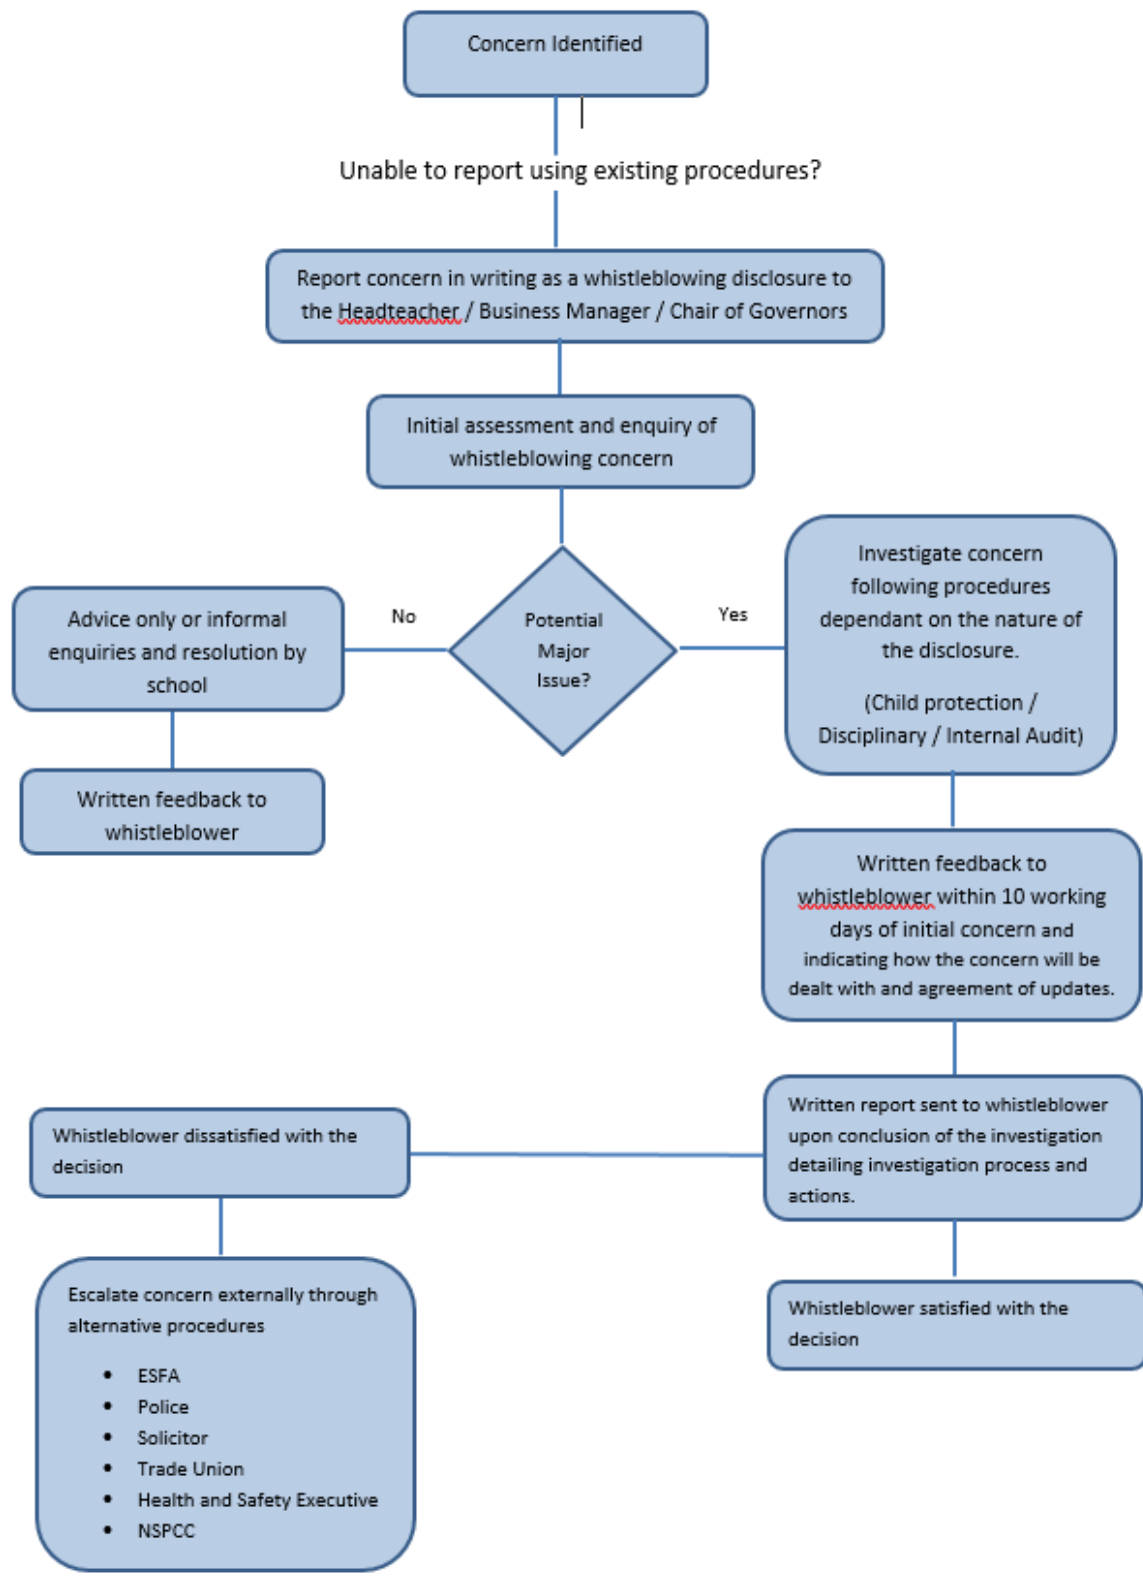 Concern Identified
Unable to report using existing procedures?
Report concern in writing as a whistleblowing disclosure to
the Headteacher / Business Manager / Chair of Governors
Initial assessment and enquiry of
whistleblowing concern
Potential
Major
Issue?
No
Yes
Advice only or informal
enquiries and resolution by
school
Written feedback to
whistleblower
Investigate concern
following procedures
dependant on the nature of
the disclosure.
(Child protection /
Disciplinary / Internal Audit)
Written feedback to
whistleblower within 10 working
days of initial concern and
indicating how the concern will be
dealt with and agreement of updates.
Written report sent to whistleblower
upon conclusion of the investigation
detailing investigation process and
actions.
Whistleblower dissatisfied with the
decision
Whistleblower satisfied with the
decision
Escalate concern externally through
alternative procedures
• ESFA
• Police
• Solicitor
• Trade Union
• Health and Safety Executive
• NSPCC